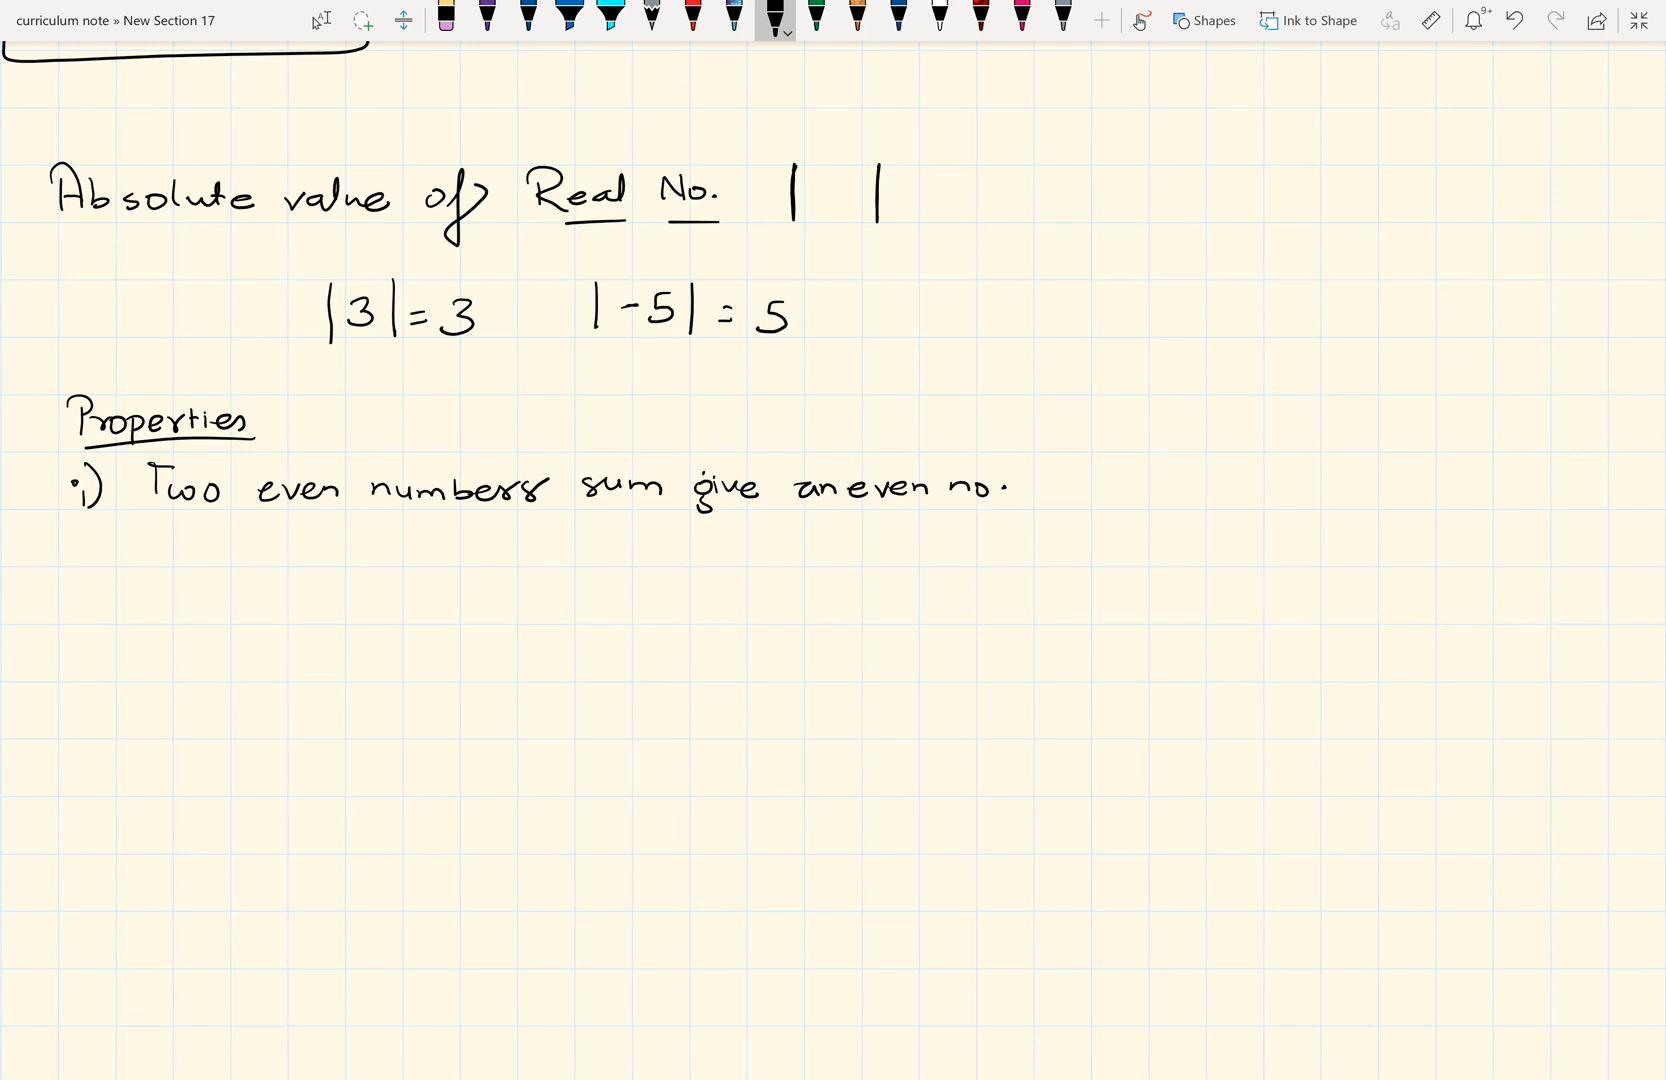 curriculum note » New Section 17
Shapes Ink to Shape 9+
Absolute value of Real No. | |
|3| = 3 |-5| = 5
Properties
i) Two even numbers sum give an even no.